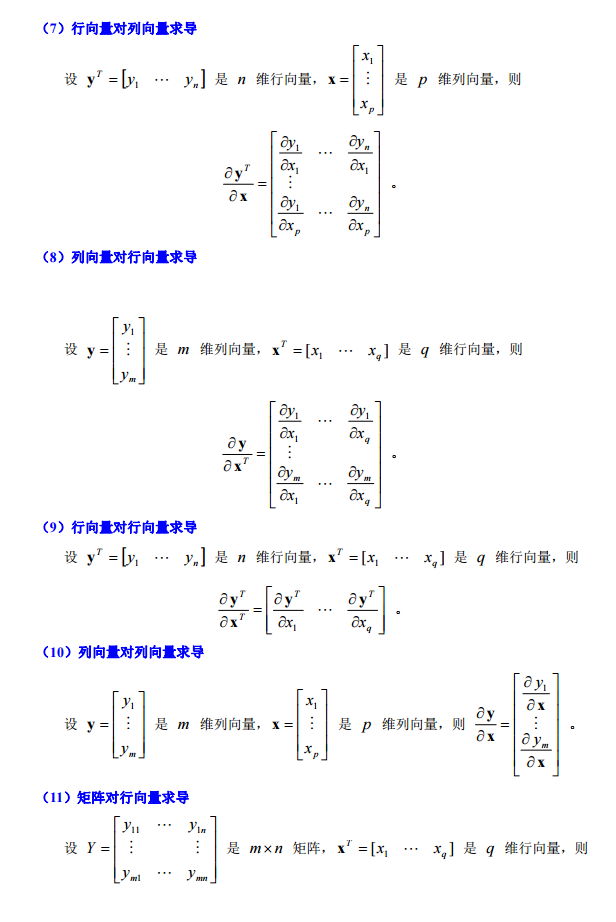 （7）行向量对列向量求导
设 $\mathbf{y}^T = \begin{bmatrix} y_1 & \cdots & y_n \end{bmatrix}$ 是 $n$ 维行向量，$\mathbf{x} = \begin{bmatrix} x_1 \\ \vdots \\ x_p \end{bmatrix}$ 是 $p$ 维列向量，则
$\frac{\partial \mathbf{y}^T}{\partial \mathbf{x}} = \begin{bmatrix} \frac{\partial y_1}{\partial x_1} & \cdots & \frac{\partial y_n}{\partial x_1} \\ \vdots & & \\ \frac{\partial y_1}{\partial x_p} & \cdots & \frac{\partial y_n}{\partial x_p} \end{bmatrix}$ 。
（8）列向量对行向量求导
设 $\mathbf{y} = \begin{bmatrix} y_1 \\ \vdots \\ y_m \end{bmatrix}$ 是 $m$ 维列向量，$\mathbf{x}^T = [x_1 \quad \cdots \quad x_q]$ 是 $q$ 维行向量，则
$\frac{\partial \mathbf{y}}{\partial \mathbf{x}^T} = \begin{bmatrix} \frac{\partial y_1}{\partial x_1} & \cdots & \frac{\partial y_1}{\partial x_q} \\ \vdots & & \\ \frac{\partial y_m}{\partial x_1} & \cdots & \frac{\partial y_m}{\partial x_q} \end{bmatrix}$ 。
（9）行向量对行向量求导
设 $\mathbf{y}^T = \begin{bmatrix} y_1 & \cdots & y_n \end{bmatrix}$ 是 $n$ 维行向量，$\mathbf{x}^T = [x_1 \quad \cdots \quad x_q]$ 是 $q$ 维行向量，则
$\frac{\partial \mathbf{y}^T}{\partial \mathbf{x}^T} = \begin{bmatrix} \frac{\partial \mathbf{y}^T}{\partial x_1} & \cdots & \frac{\partial \mathbf{y}^T}{\partial x_q} \end{bmatrix}$ 。
（10）列向量对列向量求导
设 $\mathbf{y} = \begin{bmatrix} y_1 \\ \vdots \\ y_m \end{bmatrix}$ 是 $m$ 维列向量，$\mathbf{x} = \begin{bmatrix} x_1 \\ \vdots \\ x_p \end{bmatrix}$ 是 $p$ 维列向量，则 $\frac{\partial \mathbf{y}}{\partial \mathbf{x}} = \begin{bmatrix} \frac{\partial y_1}{\partial \mathbf{x}} \\ \vdots \\ \frac{\partial y_m}{\partial \mathbf{x}} \end{bmatrix}$ 。
（11）矩阵对行向量求导
设 $Y = \begin{bmatrix} y_{11} & \cdots & y_{1n} \\ \vdots & & \vdots \\ y_{m1} & \cdots & y_{mn} \end{bmatrix}$ 是 $m \times n$ 矩阵，$\mathbf{x}^T = [x_1 \quad \cdots \quad x_q]$ 是 $q$ 维行向量，则